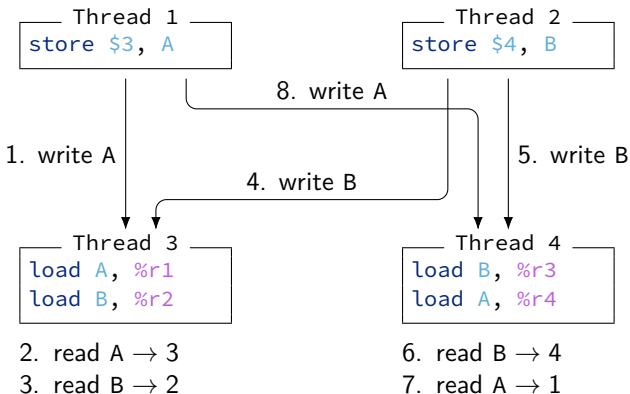 Thread 1
store $3, A
Thread 2
store $4, B
8. write A
1. write A
5. write B
4. write B
Thread 3
load A, %r1
load B, %r2
Thread 4
load B, %r3
load A, %r4
2. read A → 3
3. read B → 2
6. read B → 4
7. read A → 1